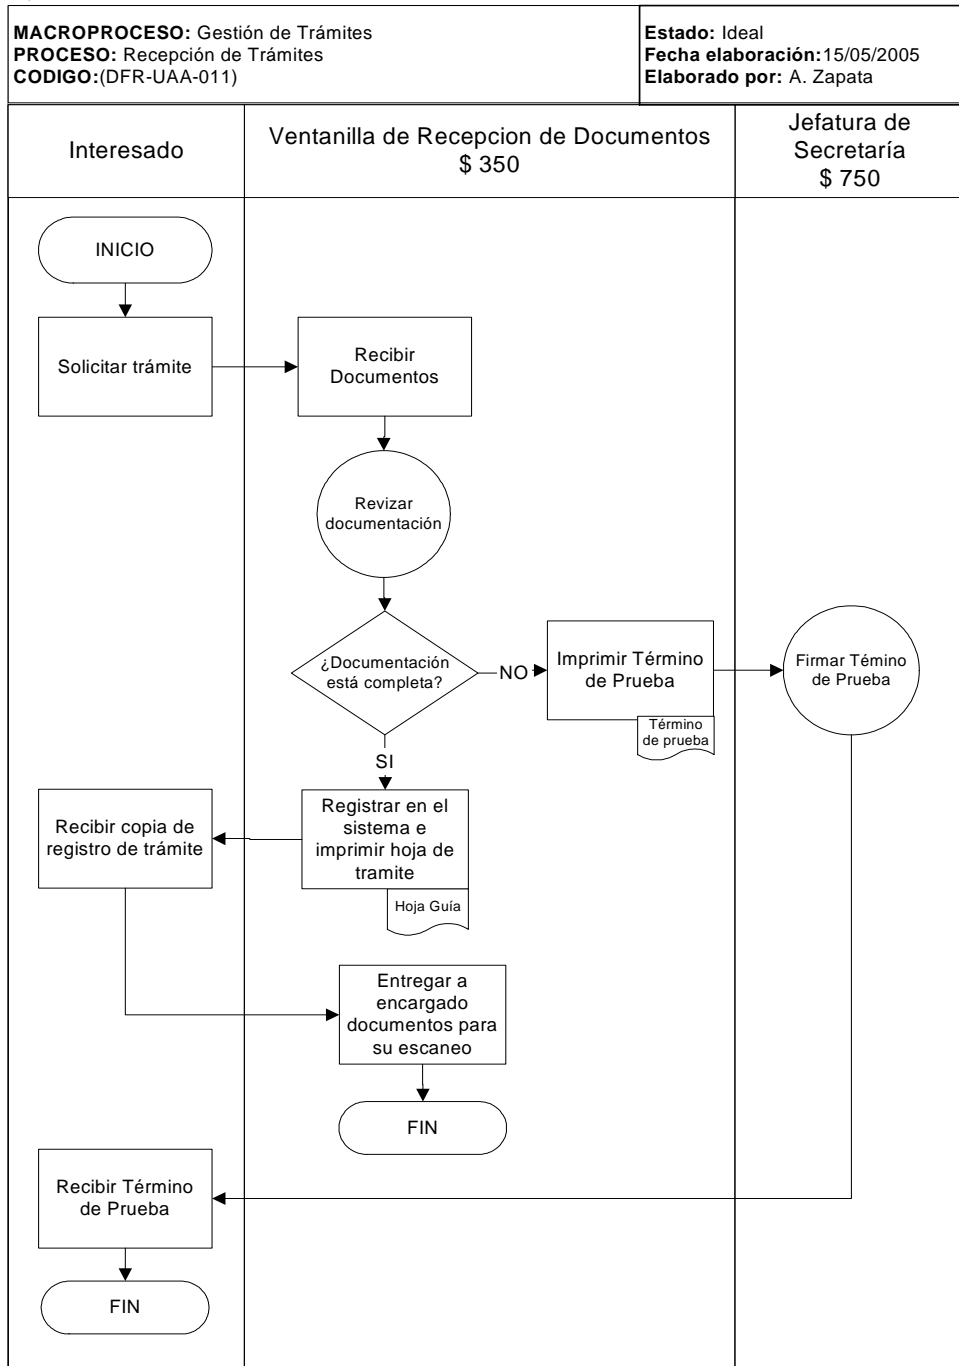 MACROPROCESO: Gestión de Trámites
PROCESO: Recepción de Trámites
CODIGO:(DFR-UAA-011)
Estado: Ideal
Fecha elaboración:15/05/2005
Elaborado por: A. Zapata
Interesado
Ventanilla de Recepcion de Documentos
$ 350
Jefatura de
Secretaría
$ 750
INICIO
Solicitar trámite
Recibir
Documentos
Revizar
documentación
¿Documentación
está completa?
NO
Imprimir Término
de Prueba
Término
de prueba
Firmar Témino
de Prueba
SI
Registrar en el
sistema e
imprimir hoja de
tramite
Hoja Guía
Recibir copia de
registro de trámite
Entregar a
encargado
documentos para
su escaneo
FIN
Recibir Término
de Prueba
FIN